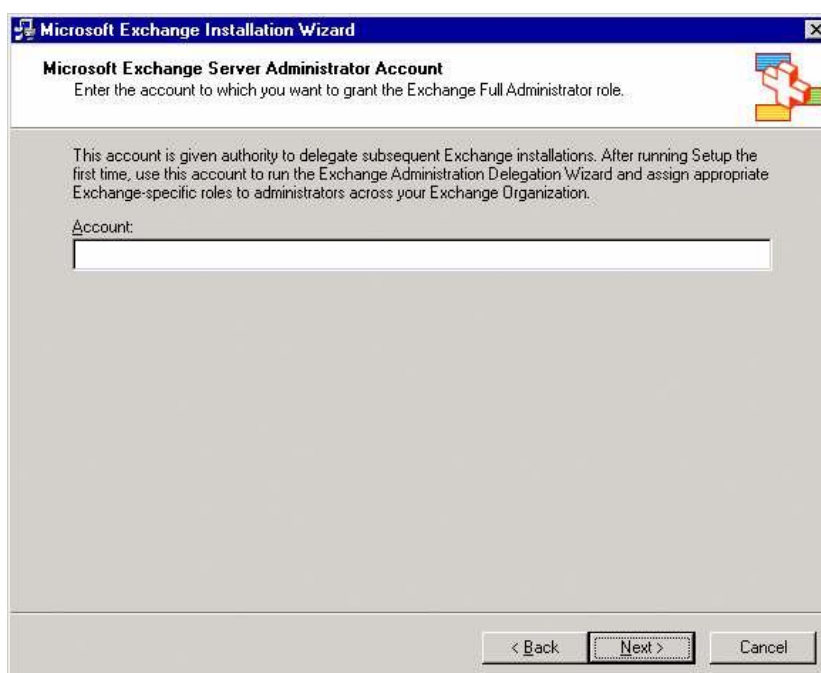 Microsoft Exchange Installation Wizard
Microsoft Exchange Server Administrator Account
Enter the account to which you want to grant the Exchange Full Administrator role.
This account is given authority to delegate subsequent Exchange installations. After running Setup the
first time, use this account to run the Exchange Administration Delegation Wizard and assign appropriate
Exchange-specific roles to administrators across your Exchange Organization.
Account:
< Back
Next >
Cancel